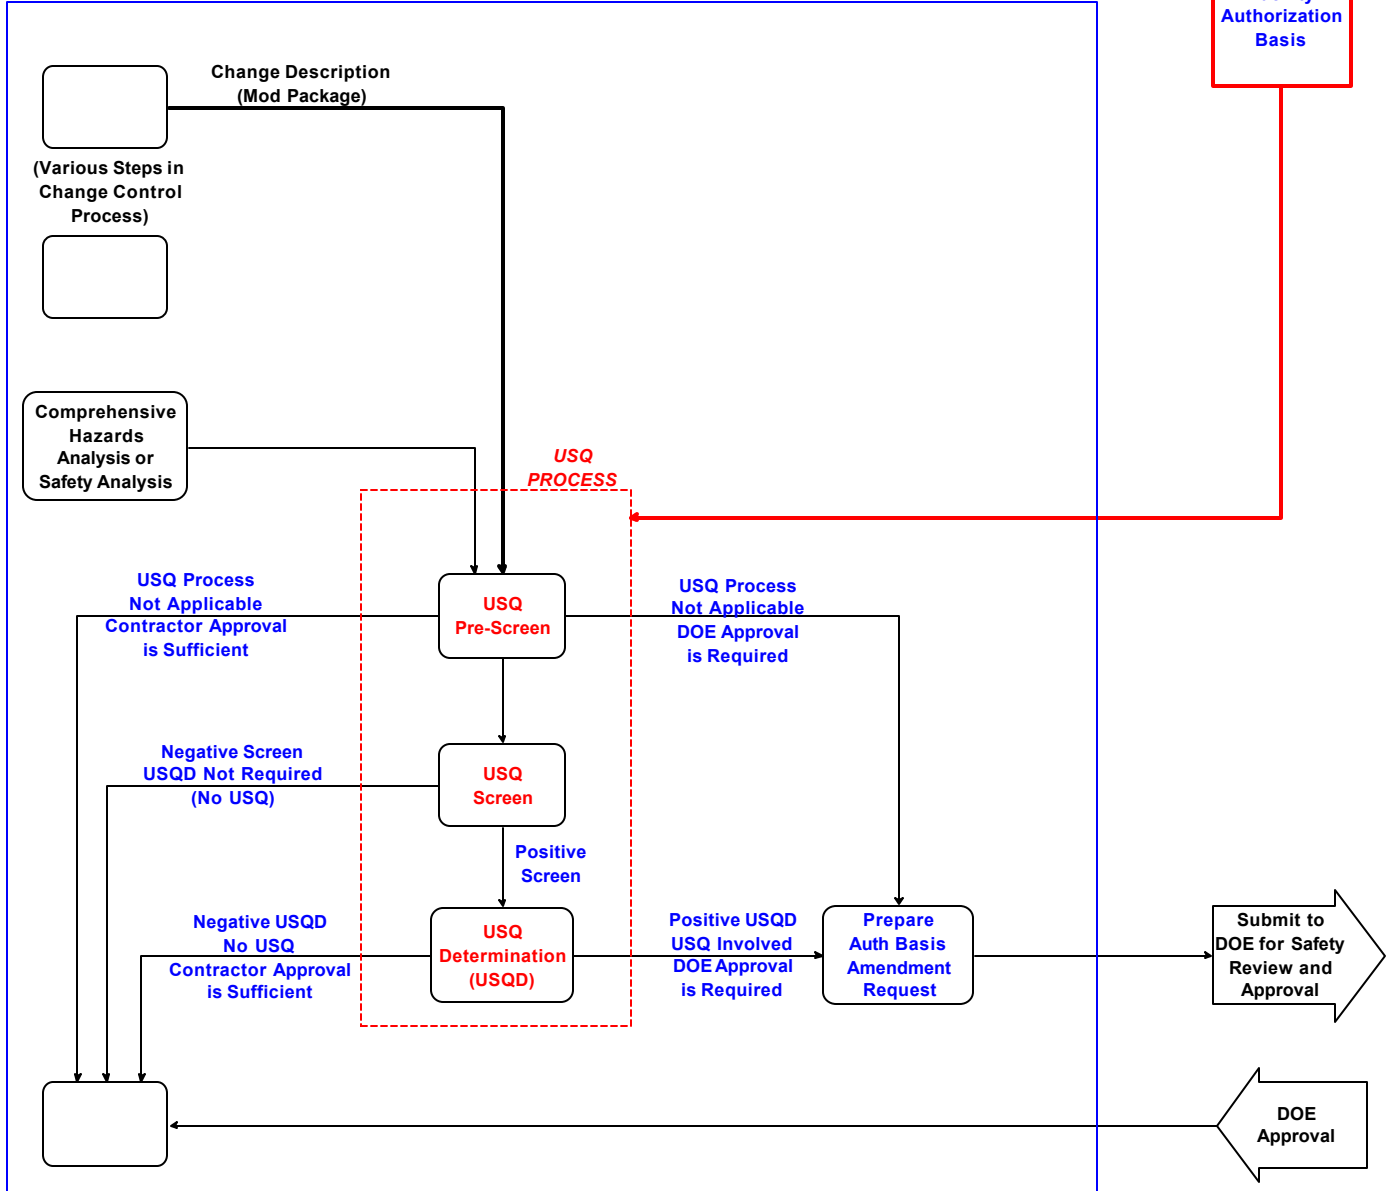 Authorization
Basis
Change Description
(Mod Package)
(Various Steps in
Change Control
Process)
Comprehensive
Hazards
Analysis or
Safety Analysis
USQ
PROCESS
USQ Process
Not Applicable
Contractor Approval
is Sufficient
USQ
Pre-Screen
USQ Process
Not Applicable
DOE Approval
is Required
Negative Screen
USQD Not Required
(No USQ)
USQ
Screen
Positive
Screen
Negative USQD
No USQ
Contractor Approval
is Sufficient
USQ
Determination
(USQD)
Positive USQD
USQ Involved
DOE Approval
is Required
Prepare
Auth Basis
Amendment
Request
Submit to
DOE for Safety
Review and
Approval
DOE
Approval